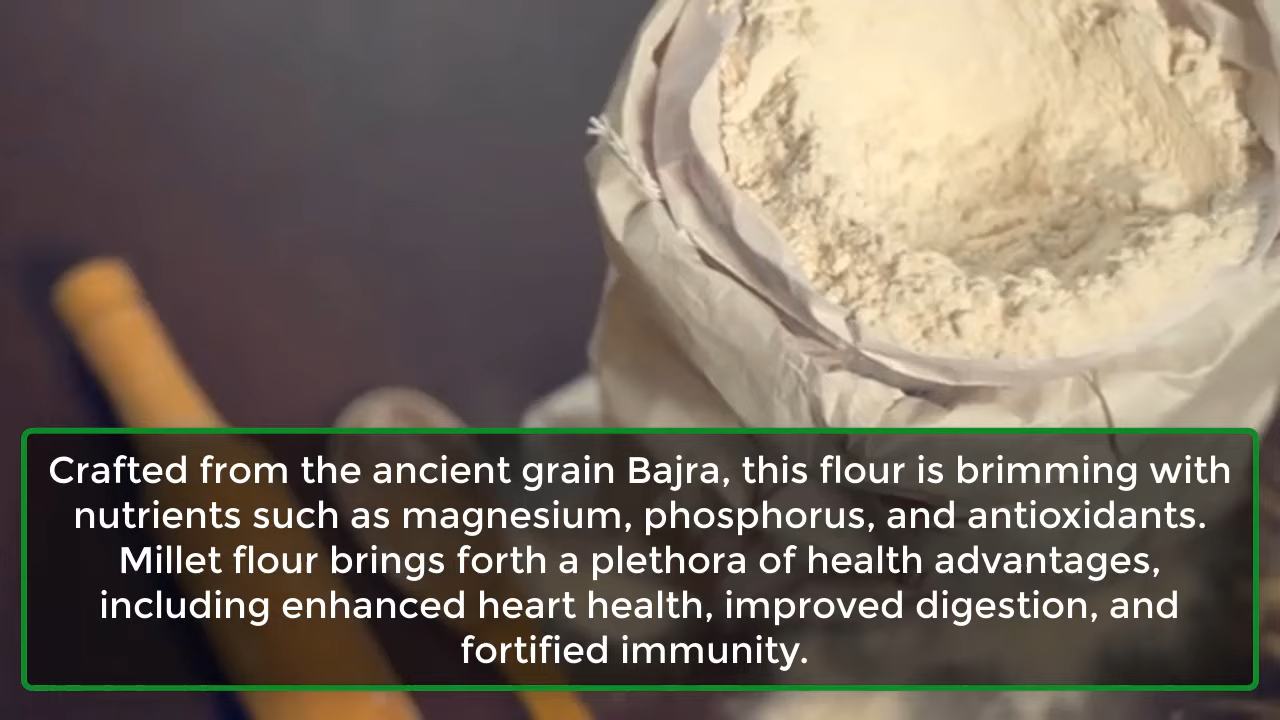 Crafted from the ancient grain Bajra, this flour is brimming with
nutrients such as magnesium, phosphorus, and antioxidants.
Millet flour brings forth a plethora of health advantages,
including enhanced heart health, improved digestion, and
fortified immunity.